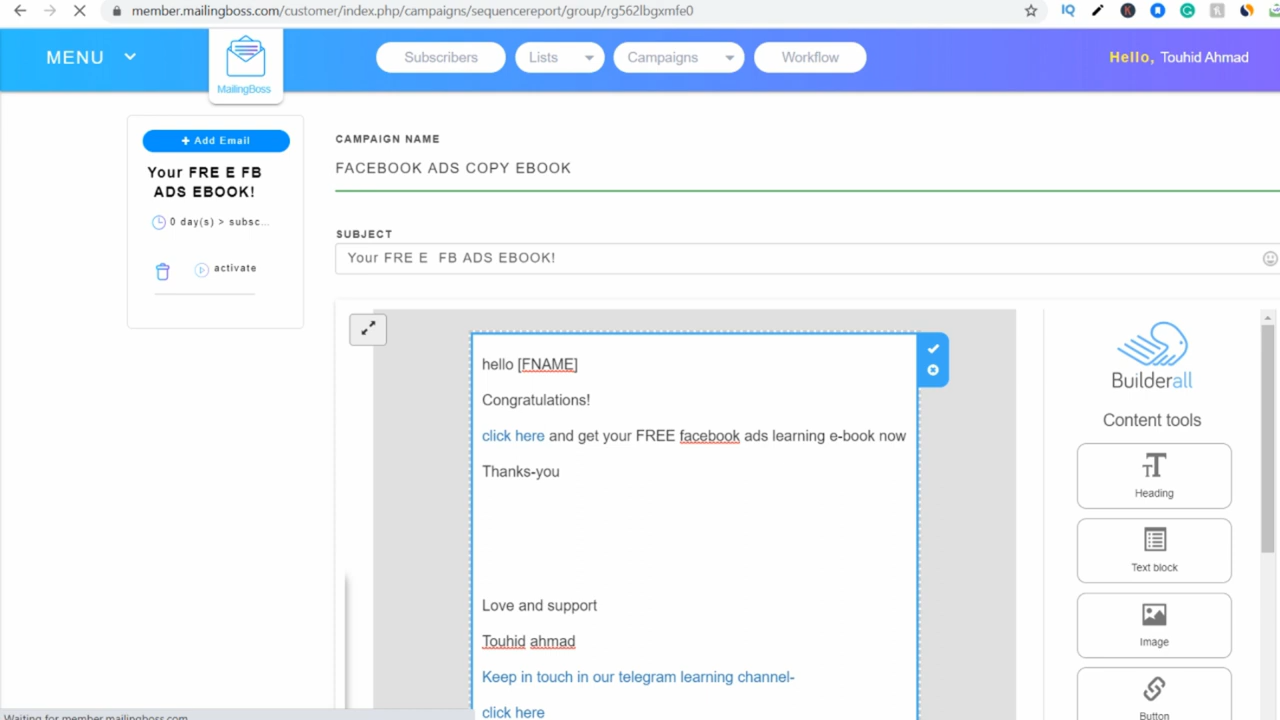 member.mailingboss.com/customer/index.php/campaigns/sequencereport/group/rg562lbgxmfe0
MENU
MailingBoss
Subscribers
Lists
Campaigns
Workflow
Hello, Touhid Ahmad
+ Add Email
Your FRE E FB
ADS EBOOK!
0 day(s) > subsc...
activate
CAMPAIGN NAME
FACEBOOK ADS COPY EBOOK
SUBJECT
Your FRE E  FB ADS EBOOK!
hello [FNAME]
Congratulations!
click here and get your FREE facebook ads learning e-book now
Thanks-you
Love and support
Touhid ahmad
Keep in touch in our telegram learning channel-
click here
Builderall
Content tools
Heading
Text block
Image
Button
Waiting for member.mailingboss.com